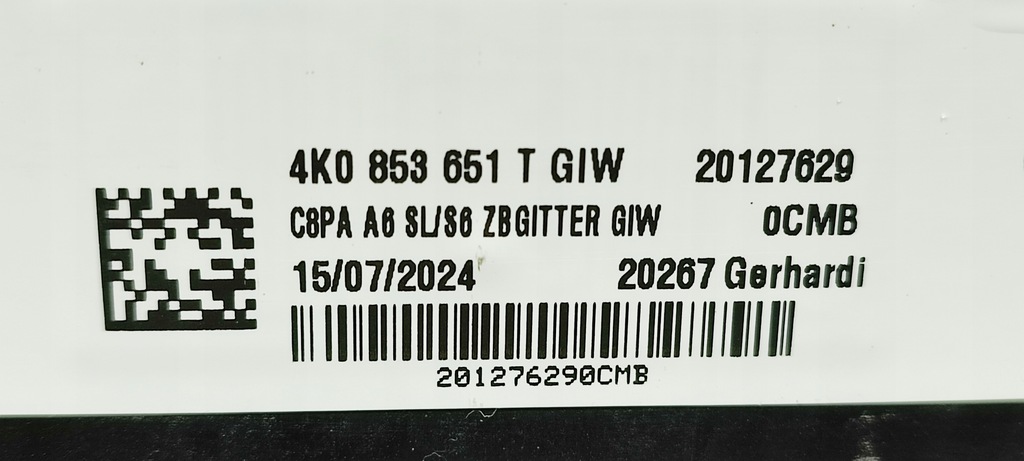 4K0 853 651 T GIW 20127629
C8PA A6 SL/S6 ZBGITTER GIW 0CMB
15/07/2024 20267 Gerhardi
201276290CMB